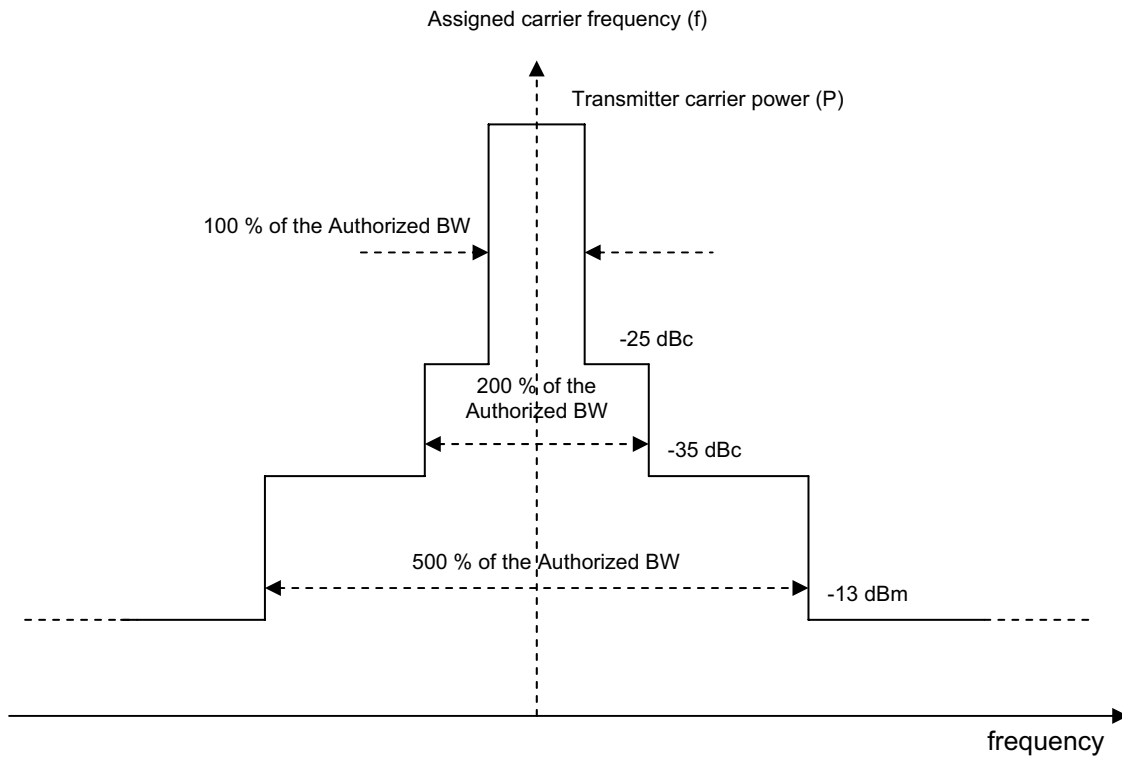 Assigned carrier frequency (f)
Transmitter carrier power (P)
100 % of the Authorized BW
-25 dBc
200 % of the
Authorized BW
-35 dBc
500 % of the Authorized BW
-13 dBm
frequency